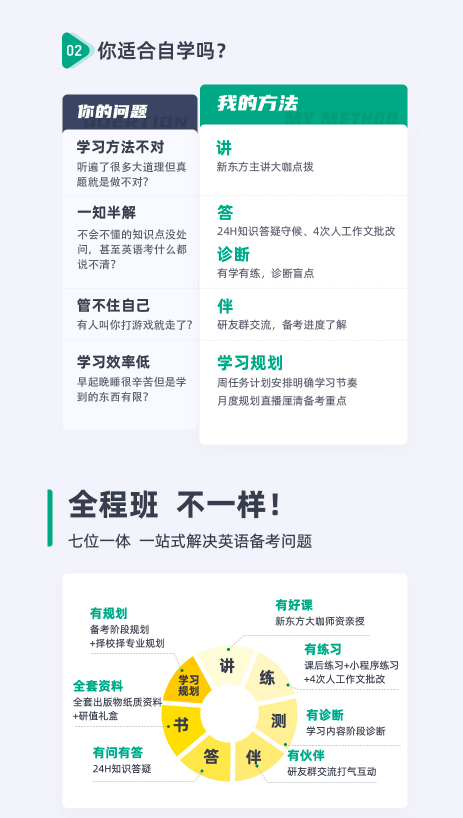 02 你适合自学吗？
你的问题
QUESTION
我的方法
MY METHOD
学习方法不对
听遍了很多大道理但真
题就是做不对？
讲
新东方主讲大咖点拨
一知半解
不会不懂的知识点没处
问，甚至英语考什么都
说不清？
答
24H知识答疑守候、4次人工作文批改
诊断
有学有练，诊断盲点
管不住自己
有人叫你打游戏就走了？
伴
研友群交流，备考进度了解
学习效率低
早起晚睡很辛苦但是学
到的东西有限？
学习规划
周任务计划安排明确学习节奏
月度规划直播厘清备考重点
全程班 不一样！
七位一体 一站式解决英语备考问题
有规划
备考阶段规划
+择校择专业规划
有好课
新东方大咖师资亲授
有练习
课后练习+小程序练习
+4次人工作文批改
全套资料
全套出版物纸质资料
+研值礼盒
有诊断
学习内容阶段诊断
有问有答
24H知识答疑
有伙伴
研友群交流打气互动
学习
规划
讲
练
测
伴
答
书